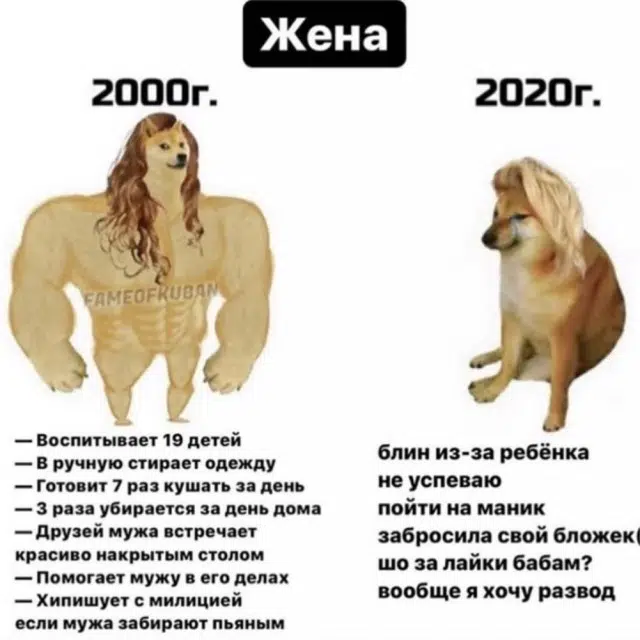 Жена
2000г.
2020г.
FAMEOFKUBAN
— Воспитывает 19 детей
— В ручную стирает одежду
— Готовит 7 раз кушать за день
— 3 раза убирается за день дома
— Друзей мужа встречает
красиво накрытым столом
— Помогает мужу в его делах
— Хипишует с милицией
если мужа забирают пьяным
блин из-за ребёнка
не успеваю
пойти на маник
забросила свой бложек(
шо за лайки бабам?
вообще я хочу развод